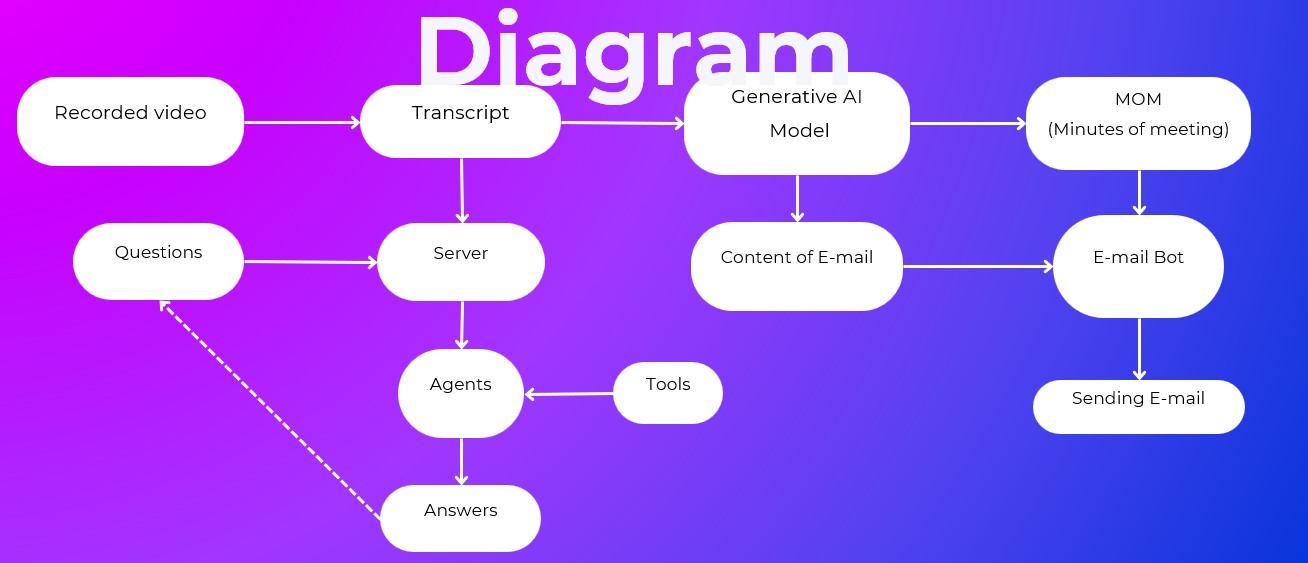 Diagram
Recorded video
Transcript
Generative AI
Model
MOM
(Minutes of meeting)
Questions
Server
Content of E-mail
E-mail Bot
Agents
Tools
Sending E-mail
Answers